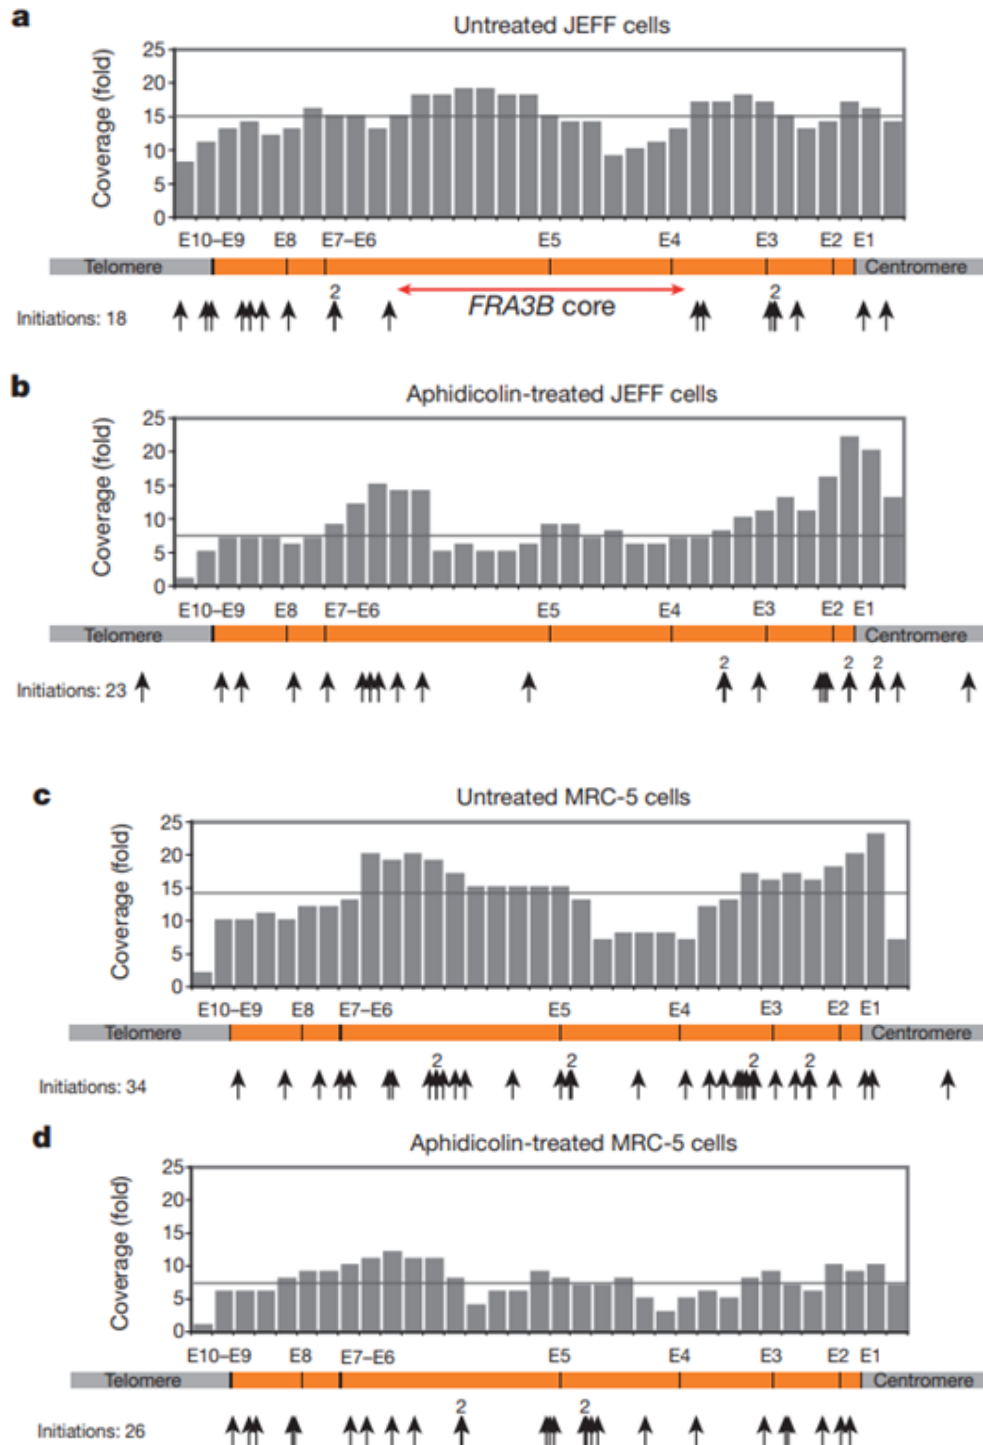 a
Untreated JEFF cells
Coverage (fold)
25
20
15
10
5
0
E10–E9 E8 E7–E6 E5 E4 E3 E2 E1
Telomere Centromere
2 FRA3B core 2
Initiations: 18
b
Aphidicolin-treated JEFF cells
Coverage (fold)
25
20
15
10
5
0
E10–E9 E8 E7–E6 E5 E4 E3 E2 E1
Telomere Centromere
2 2 2
Initiations: 23
c
Untreated MRC-5 cells
Coverage (fold)
25
20
15
10
5
0
E10–E9 E8 E7–E6 E5 E4 E3 E2 E1
Telomere Centromere
2 2 2 2
Initiations: 34
d
Aphidicolin-treated MRC-5 cells
Coverage (fold)
25
20
15
10
5
0
E10–E9 E8 E7–E6 E5 E4 E3 E2 E1
Telomere Centromere
2 2
Initiations: 26